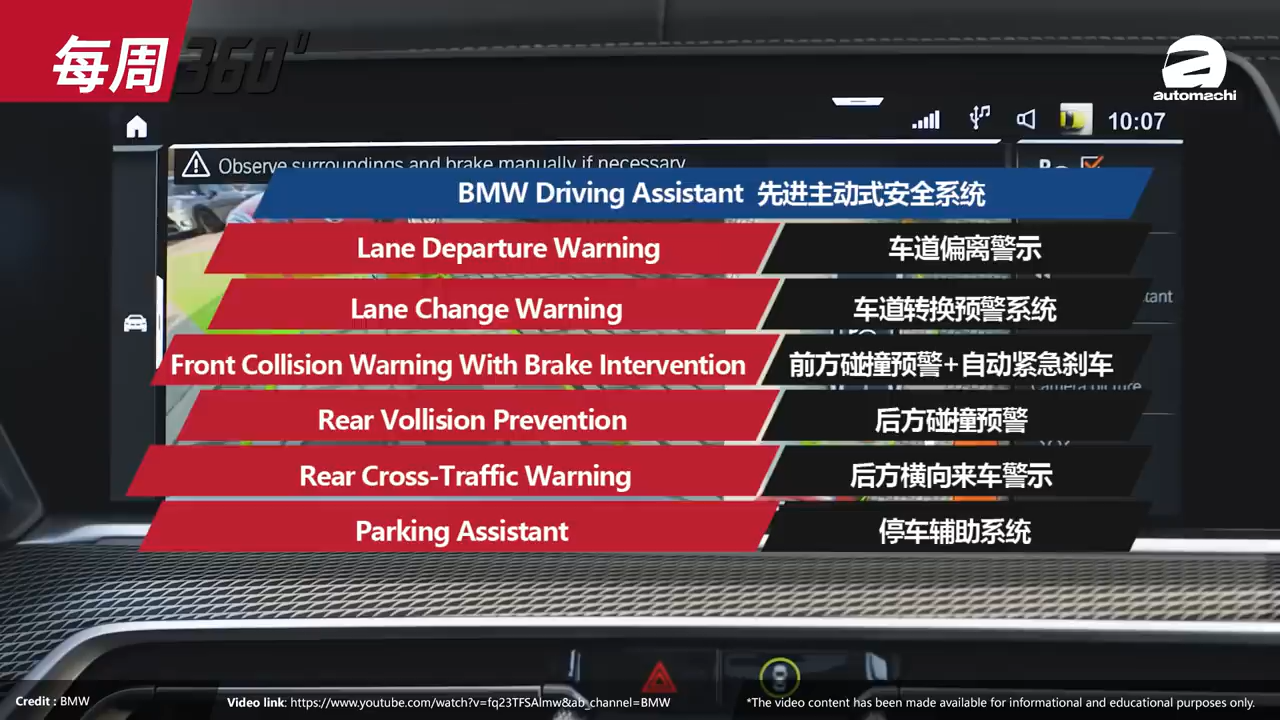 每周360°
automachi
10:07
Observe surroundings and brake manually if necessary
BMW Driving Assistant 先进主动式安全系统
Lane Departure Warning 车道偏离警示
Lane Change Warning 车道转换预警系统
Front Collision Warning With Brake Intervention 前方碰撞预警+自动紧急刹车
Rear Vollision Prevention 后方碰撞预警
Rear Cross-Traffic Warning 后方横向来车警示
Parking Assistant 停车辅助系统
Camera picture
Credit : BMW
Video link: https://www.youtube.com/watch?v=fq23TFSAlmw&ab_channel=BMW
*The video content has been made available for informational and educational purposes only.